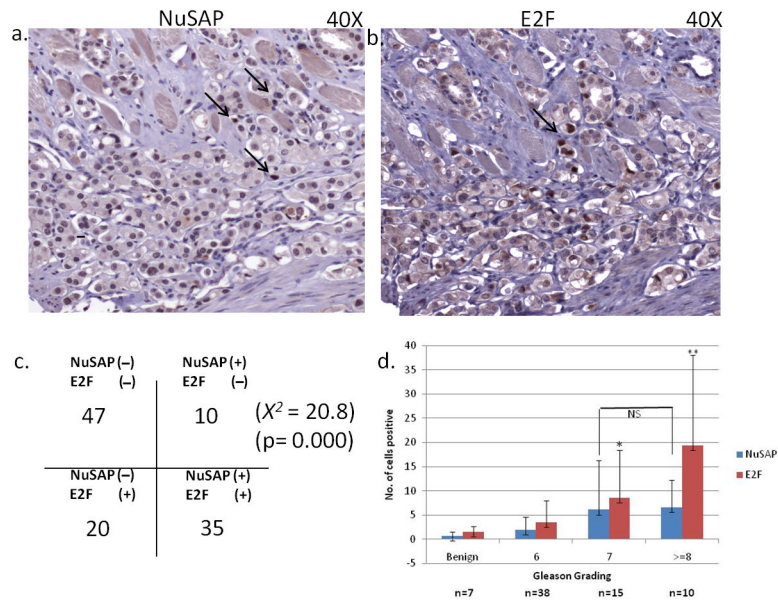 NuSAP 40X E2F 40X
a. b.
c.
NuSAP (–) NuSAP (+)
E2F (–) E2F (–)
47 10 (X² = 20.8)
(p= 0.000)
NuSAP (–) NuSAP (+)
E2F (+) E2F (+)
20 35
d.
No. of cells positive
40
35
30
25
20
15
10
5
0
-5
NS
*
**
NuSAP
E2F
Benign 6 7 >=8
Gleason Grading
n=7 n=38 n=15 n=10